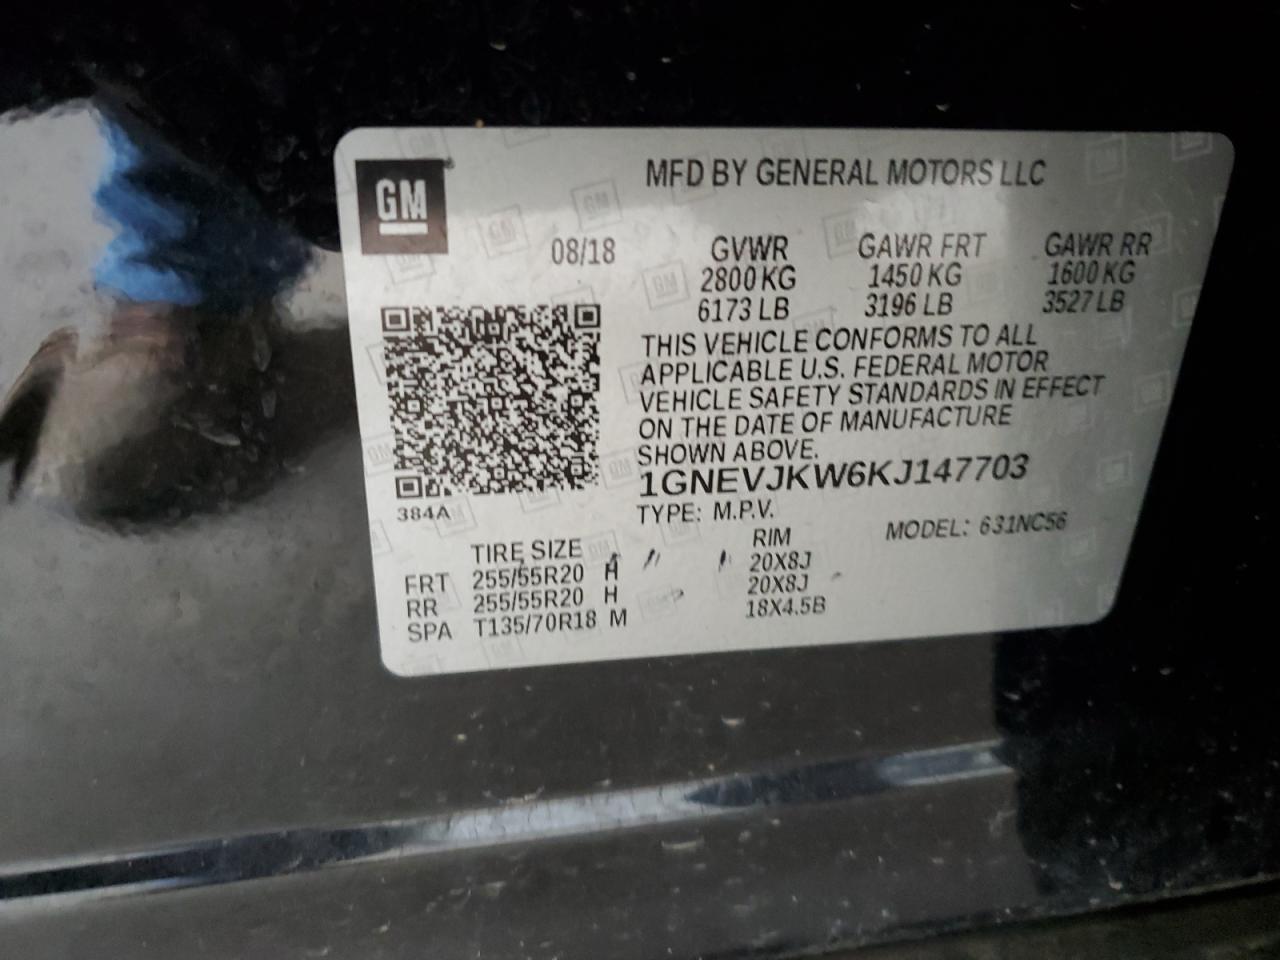 GM
MFD BY GENERAL MOTORS LLC
08/18 GVWR GAWR FRT GAWR RR
2800 KG 1450 KG 1600 KG
6173 LB 3196 LB 3527 LB
THIS VEHICLE CONFORMS TO ALL
APPLICABLE U.S. FEDERAL MOTOR
VEHICLE SAFETY STANDARDS IN EFFECT
ON THE DATE OF MANUFACTURE
SHOWN ABOVE.
1GNEVJKW6KJ147703
384A
TYPE: M.P.V. MODEL: 631NC56
TIRE SIZE RIM
FRT 255/55R20 H 20X8J
RR 255/55R20 H 20X8J
SPA T135/70R18 M 18X4.5B